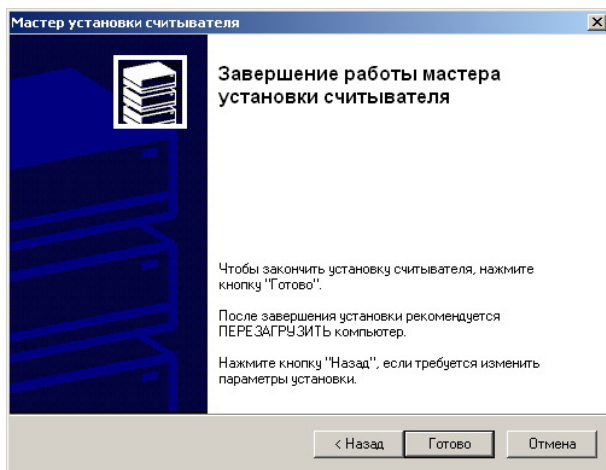 Мастер установки считывателя
Завершение работы мастера
установки считывателя
Чтобы закончить установку считывателя, нажмите
кнопку "Готово".
После завершения установки рекомендуется
ПЕРЕЗАГРУЗИТЬ компьютер.
Нажмите кнопку "Назад", если требуется изменить
параметры установки.
< Назад Готово Отмена